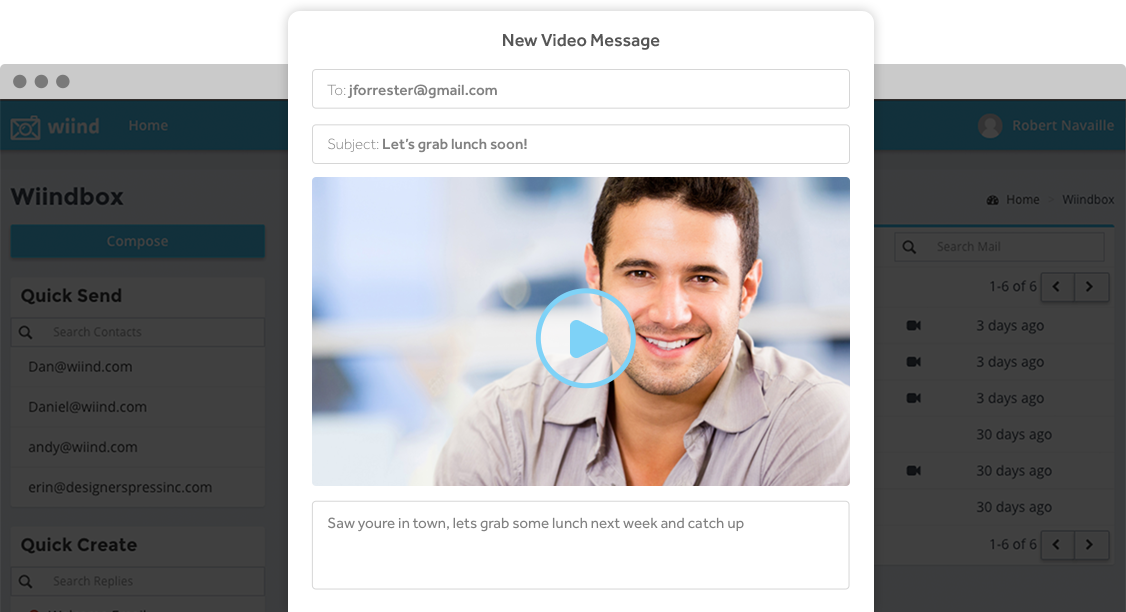 New Video Message
To: jforrester@gmail.com
Subject: Let's grab lunch soon!
Saw youre in town, lets grab some lunch next week and catch up
wiind
Home
Robert Navaille
Wiindbox
Home > Wiindbox
Compose
Search Mail
Quick Send
1-6 of 6
Search Contacts
3 days ago
Dan@wiind.com
3 days ago
Daniel@wiind.com
3 days ago
andy@wiind.com
30 days ago
erin@designerspressinc.com
30 days ago
30 days ago
Quick Create
1-6 of 6
Search Replies